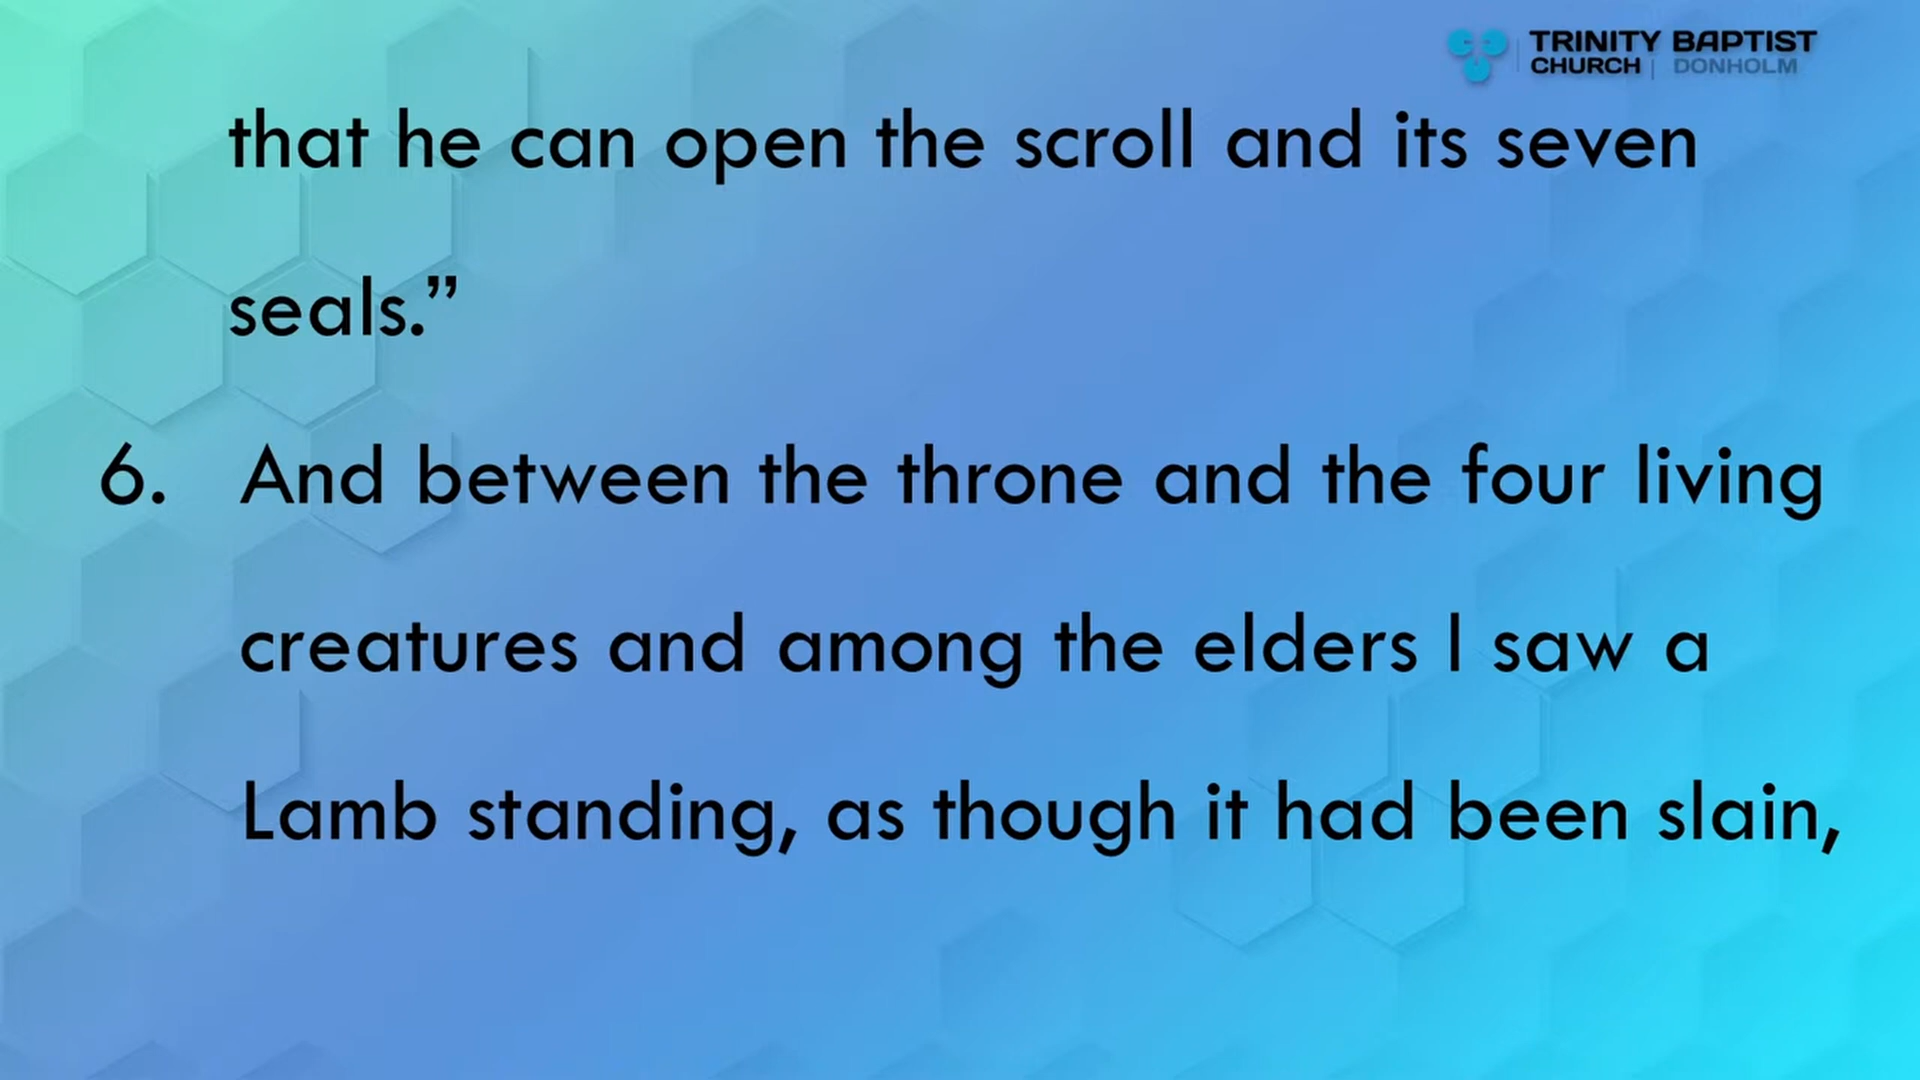 TRINITY BAPTIST
CHURCH | DONHOLM
that he can open the scroll and its seven
seals.”
6. And between the throne and the four living
creatures and among the elders I saw a
Lamb standing, as though it had been slain,